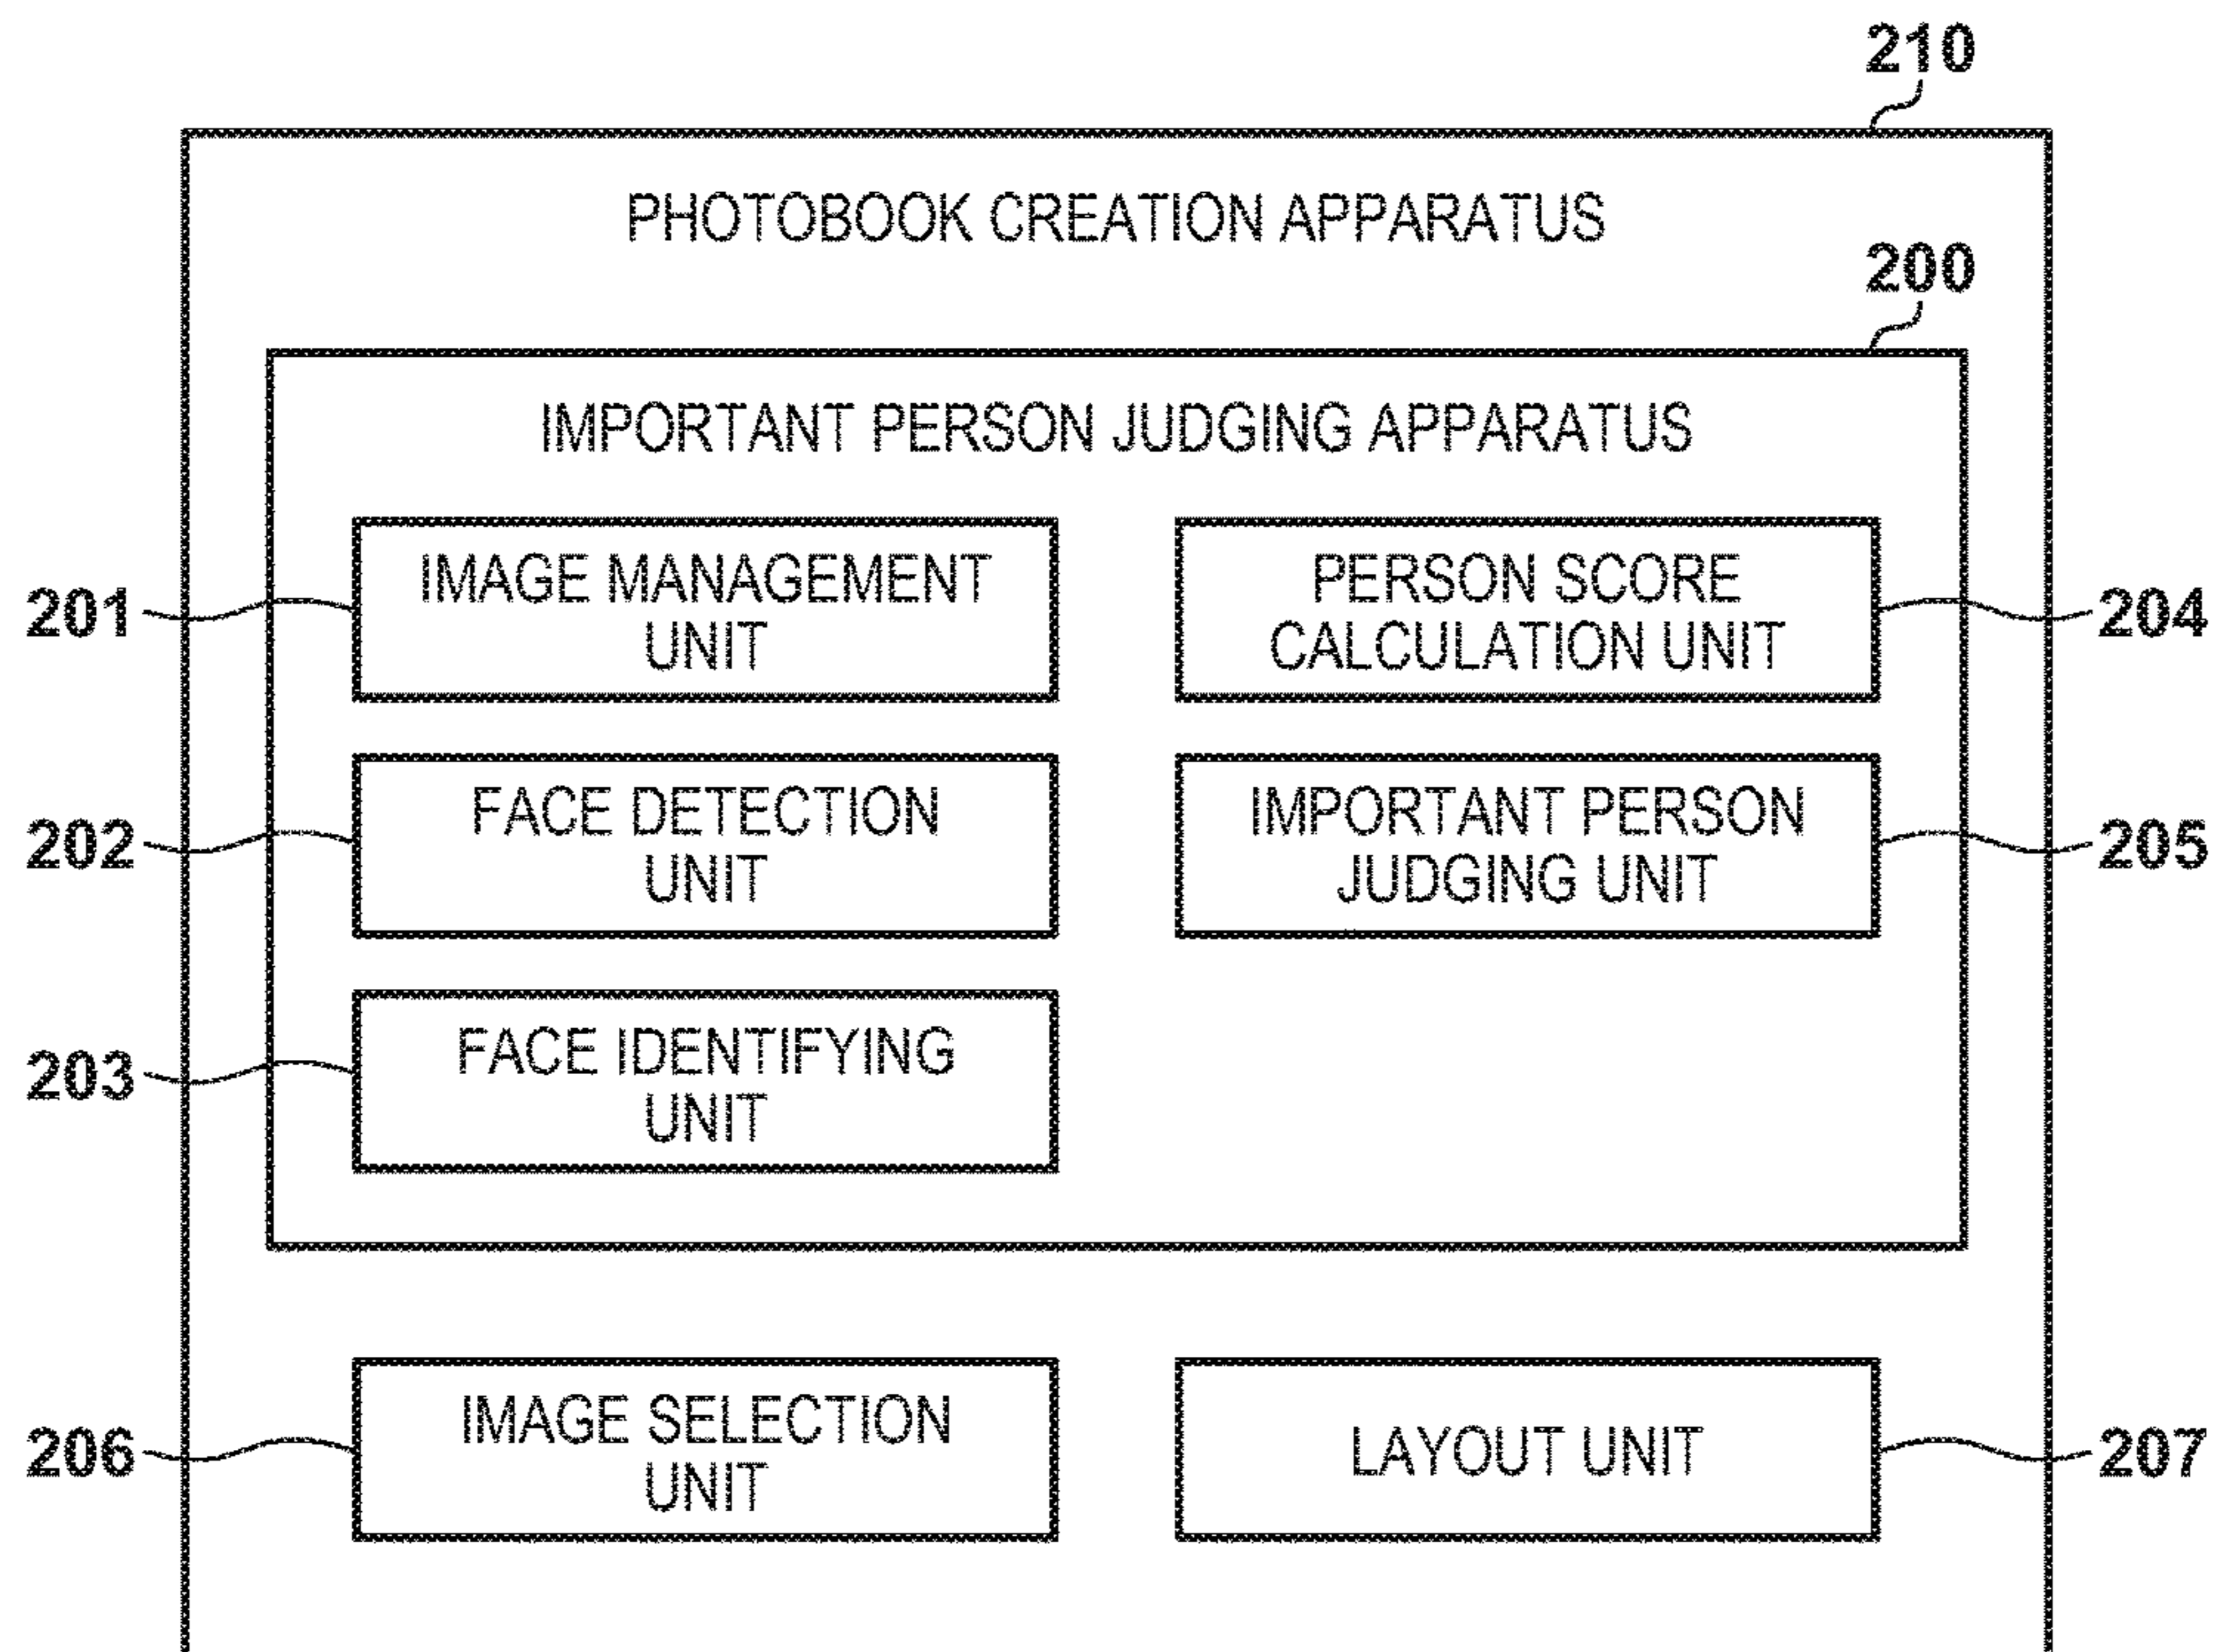 210
PHOTOBOOK CREATION APPARATUS
200
IMPORTANT PERSON JUDGING APPARATUS
201
IMAGE MANAGEMENT
UNIT
PERSON SCORE
CALCULATION UNIT
204
202
FACE DETECTION
UNIT
IMPORTANT PERSON
JUDGING UNIT
205
203
FACE IDENTIFYING
UNIT
206
IMAGE SELECTION
UNIT
LAYOUT UNIT
207